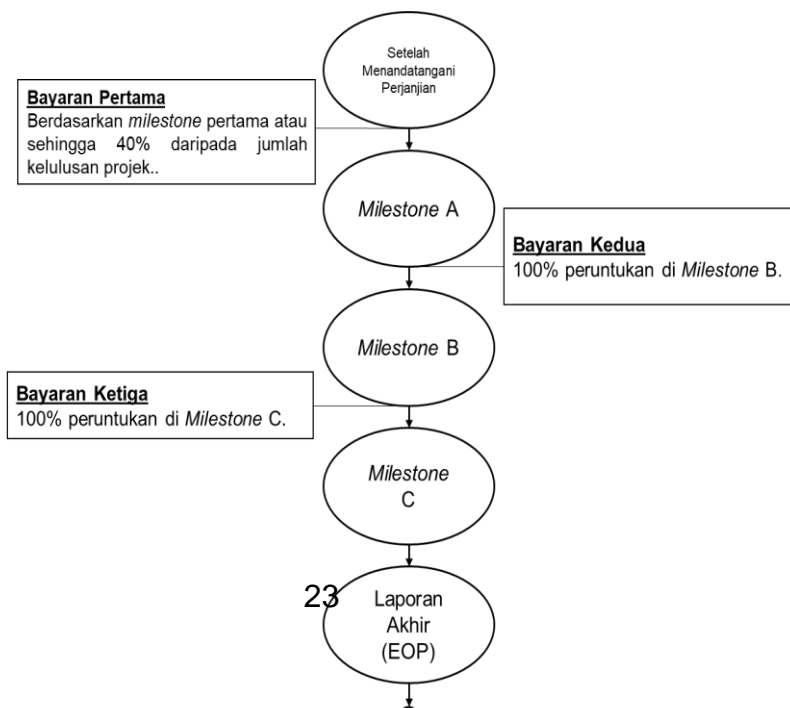 Setelah
Menandatangani
Perjanjian
Bayaran Pertama
Berdasarkan milestone pertama atau
sehingga 40% daripada jumlah
kelulusan projek..
Milestone A
Bayaran Kedua
100% peruntukan di Milestone B.
Milestone B
Bayaran Ketiga
100% peruntukan di Milestone C.
Milestone
C
23
Laporan
Akhir
(EOP)